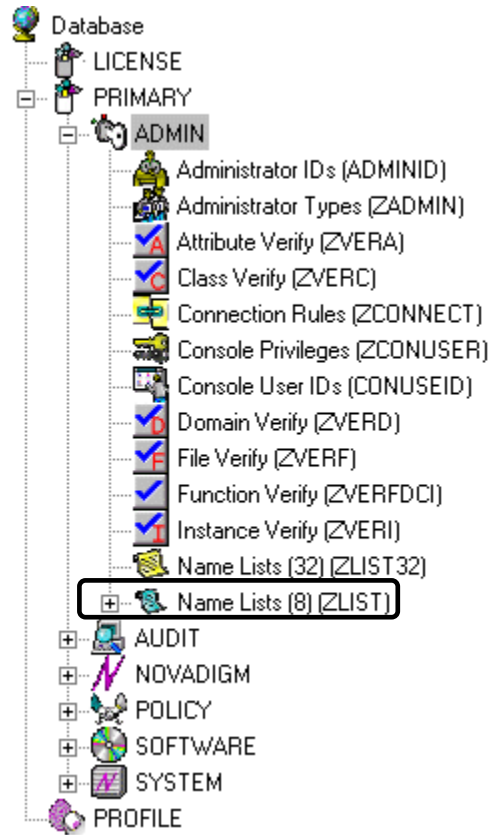 Database
LICENSE
PRIMARY
ADMIN
Administrator IDs (ADMINID)
Administrator Types (ZADMIN)
Attribute Verify (ZVERA)
Class Verify (ZVERC)
Connection Rules (ZCONNECT)
Console Privileges (ZCONUSER)
Console User IDs (CONUSEID)
Domain Verify (ZVERD)
File Verify (ZVERF)
Function Verify (ZVERFDCI)
Instance Verify (ZVERI)
Name Lists (32) (ZLIST32)
Name Lists (8) (ZLIST)
AUDIT
NOVADIGM
POLICY
SOFTWARE
SYSTEM
PROFILE